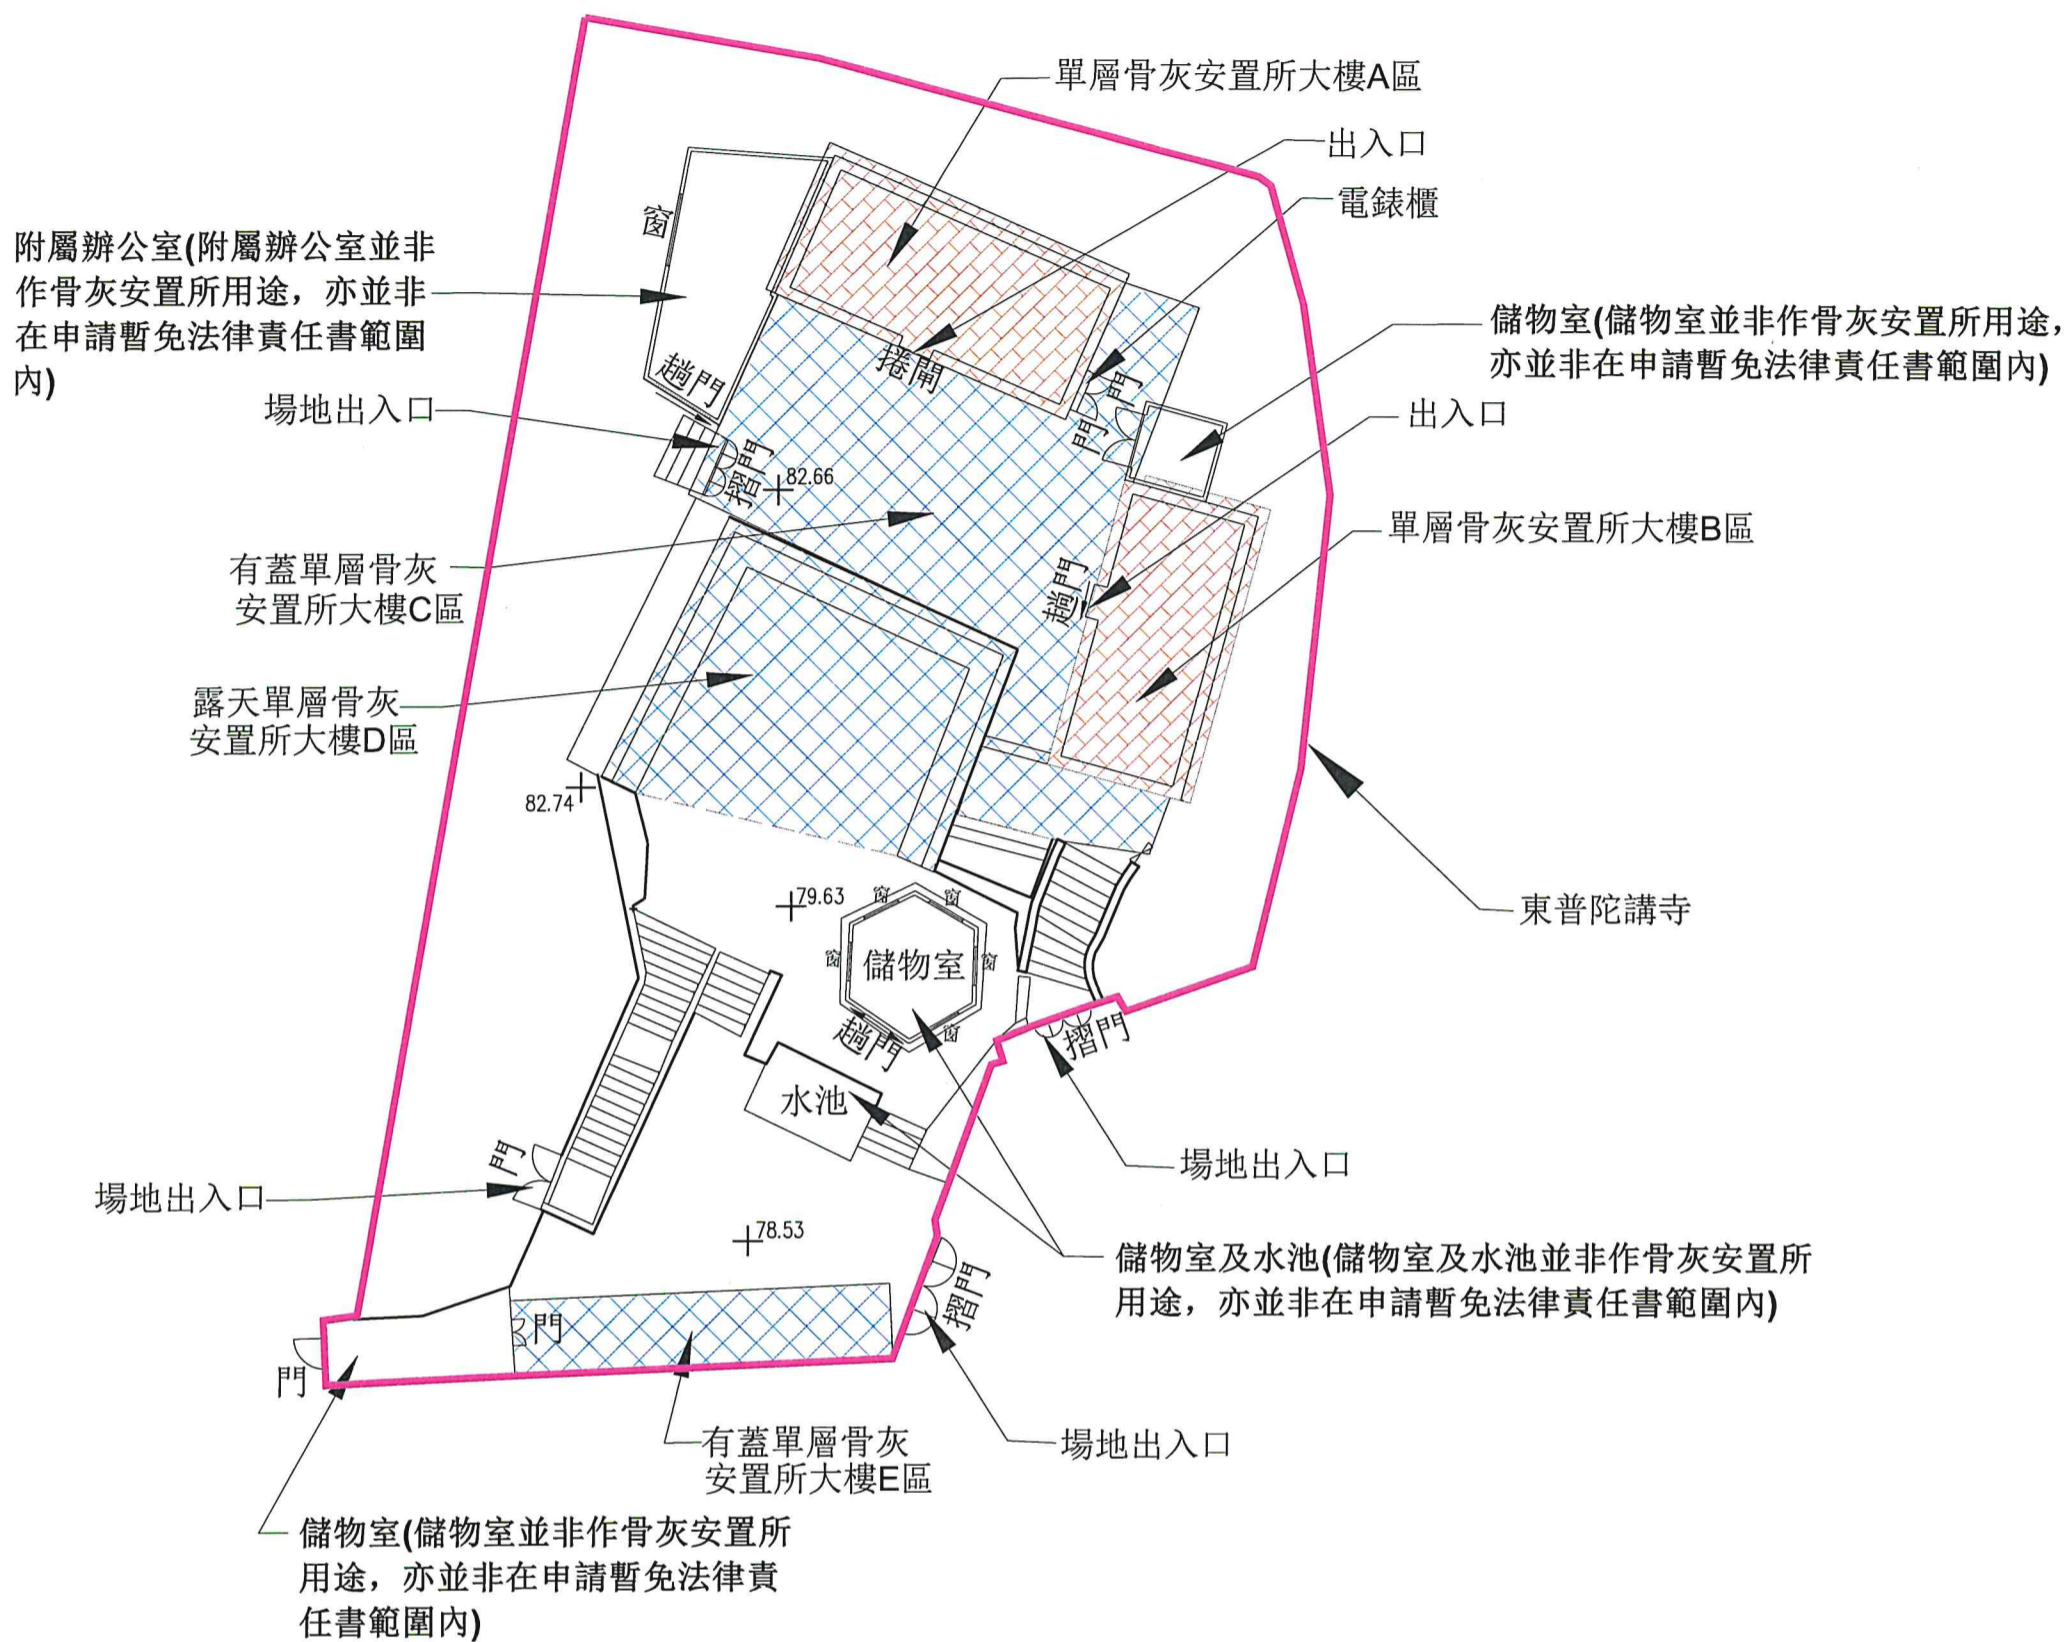 單層骨灰安置所大樓A區
出入口
電錶櫃
窗
附屬辦公室(附屬辦公室並非
作骨灰安置所用途，亦並非
在申請暫免法律責任書範圍
內)
儲物室(儲物室並非作骨灰安置所用途，
亦並非在申請暫免法律責任書範圍內)
捲閘
趟門
門
門
場地出入口
出入口
摺門
82.66
單層骨灰安置所大樓B區
有蓋單層骨灰
安置所大樓C區
趟門
露天單層骨灰
安置所大樓D區
82.74
79.63
窗
窗
窗
窗
窗
儲物室
趟門
東普陀講寺
摺門
水池
門
場地出入口
場地出入口
78.53
儲物室及水池(儲物室及水池並非作骨灰安置所
用途，亦並非在申請暫免法律責任書範圍內)
摺門
門
門
有蓋單層骨灰
安置所大樓E區
場地出入口
儲物室(儲物室並非作骨灰安置所
用途，亦並非在申請暫免法律責
任書範圍內)